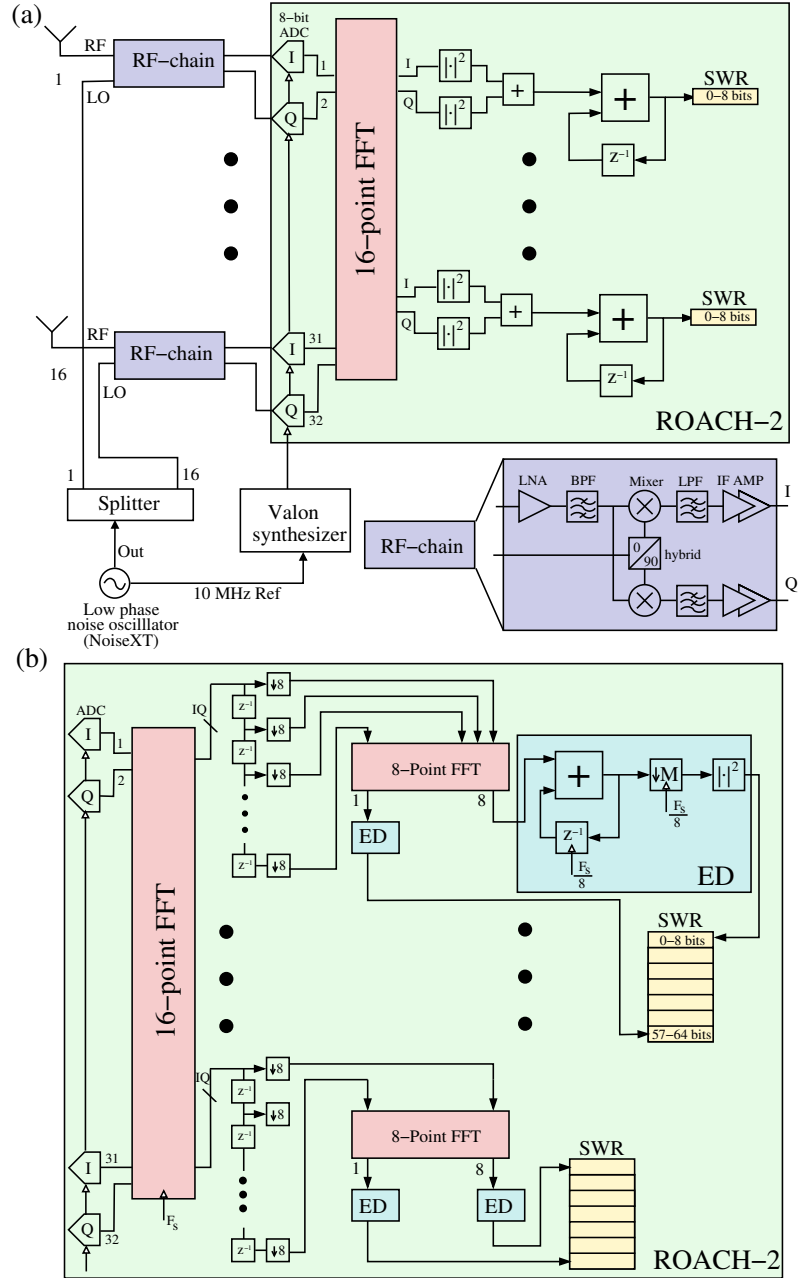 (a)
8-bit
ADC
RF
RF-chain
1
LO
I
1
Q
2
16-point FFT
I
|·|²
Q
|·|²
+
+
z⁻¹
SWR
0-8 bits
RF
RF-chain
16
LO
I
31
Q
32
I
|·|²
Q
|·|²
+
+
z⁻¹
SWR
0-8 bits
ROACH-2
1
16
Splitter
Out
Low phase
noise oscilllator
(NoiseXT)
10 MHz Ref
Valon
synthesizer
RF-chain
LNA
BPF
Mixer
LPF
IF AMP
I
0
90
hybrid
Q
(b)
ADC
I
1
Q
2
16-point FFT
IQ
z⁻¹
↓8
↓8
z⁻¹
↓8
z⁻¹
↓8
8-Point FFT
1
8
ED
+
z⁻¹
Fs
8
↓M
Fs
8
|·|²
ED
SWR
0-8 bits
57-64 bits
IQ
z⁻¹
↓8
↓8
z⁻¹
z⁻¹
↓8
8-Point FFT
1
8
ED
ED
SWR
I
31
Q
32
Fs
ROACH-2